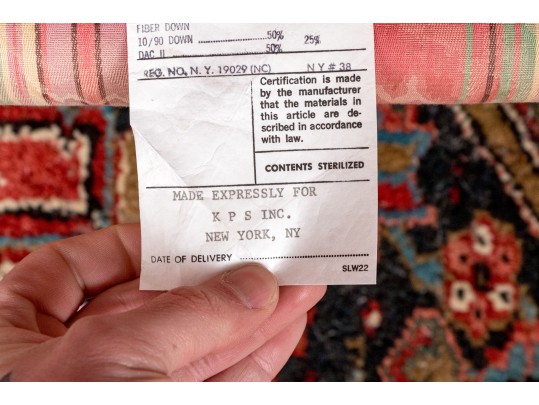 FIBER DOWN
10/90 DOWN ............ 50% 25%
DAC II ............ 50%
REG. NO. N. Y. 19029 (NC) N Y # 38
Certification is made
by the manufacturer
that the materials in
this article are de-
scribed in accordance
with law.
CONTENTS STERILIZED
MADE EXPRESSLY FOR
K P S INC.
NEW YORK, NY
DATE OF DELIVERY ............
SLW22